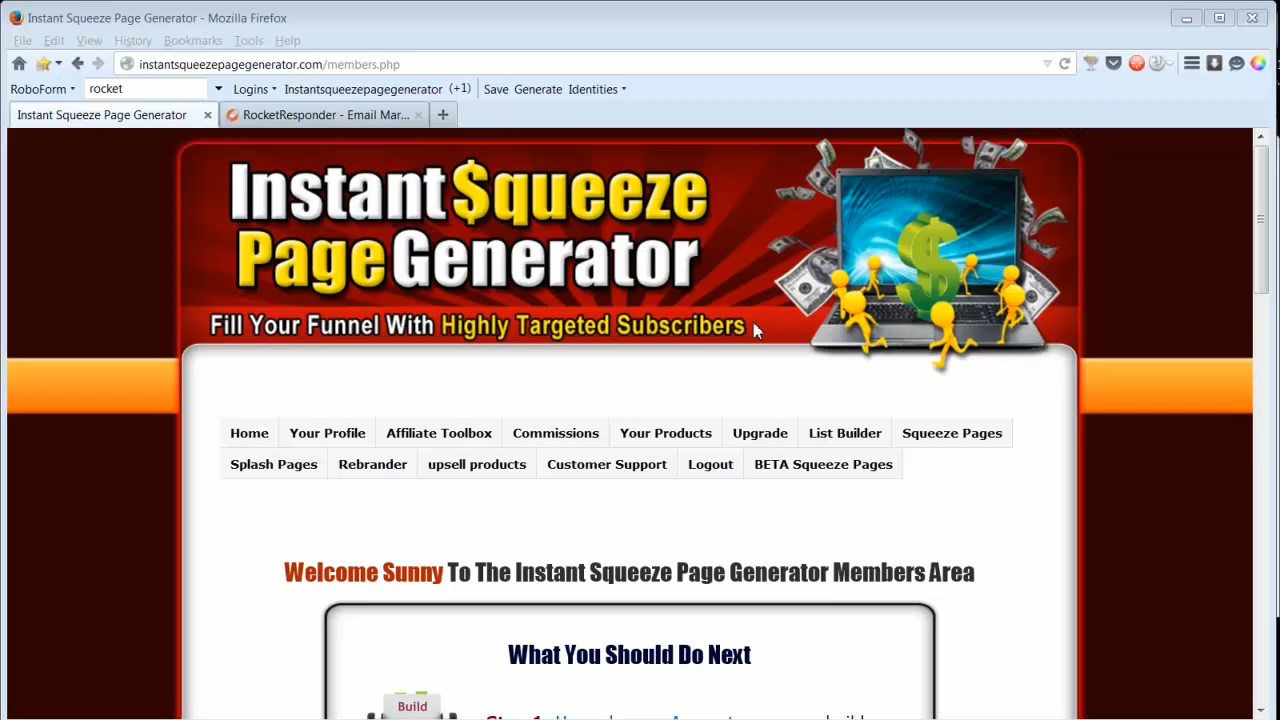 Instant Squeeze Page Generator - Mozilla Firefox
File Edit View History Bookmarks Tools Help
instantsqueezepagegenerator.com/members.php
RoboForm rocket Logins Instantsqueezepagegenerator (+1) Save Generate Identities
Instant Squeeze Page Generator RocketResponder - Email Mar...
Instant $queeze
Page Generator
Fill Your Funnel With Highly Targeted Subscribers
Home Your Profile Affiliate Toolbox Commissions Your Products Upgrade List Builder Squeeze Pages
Splash Pages Rebrander upsell products Customer Support Logout BETA Squeeze Pages
Welcome Sunny To The Instant Squeeze Page Generator Members Area
What You Should Do Next
Build